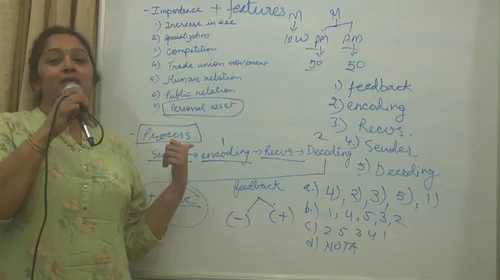 - Importance + features
1) Increase in size
2) specialization
3) Competition
4) Trade union movement
5) Human relation
6) Public relation
7) Personal asset
M
10W
M
PM AM
50 50
1) feedback
2) encoding
3) Recvs.
4) Sender
5) Decoding
- Process
1 2
encoding → Recvs → Decoding
feedback
(-) (+)
a) 4), 2), 3), 5), 1)
b) 1, 4, 5, 3, 2
c) 2 5 3 4 1
d) NOTA